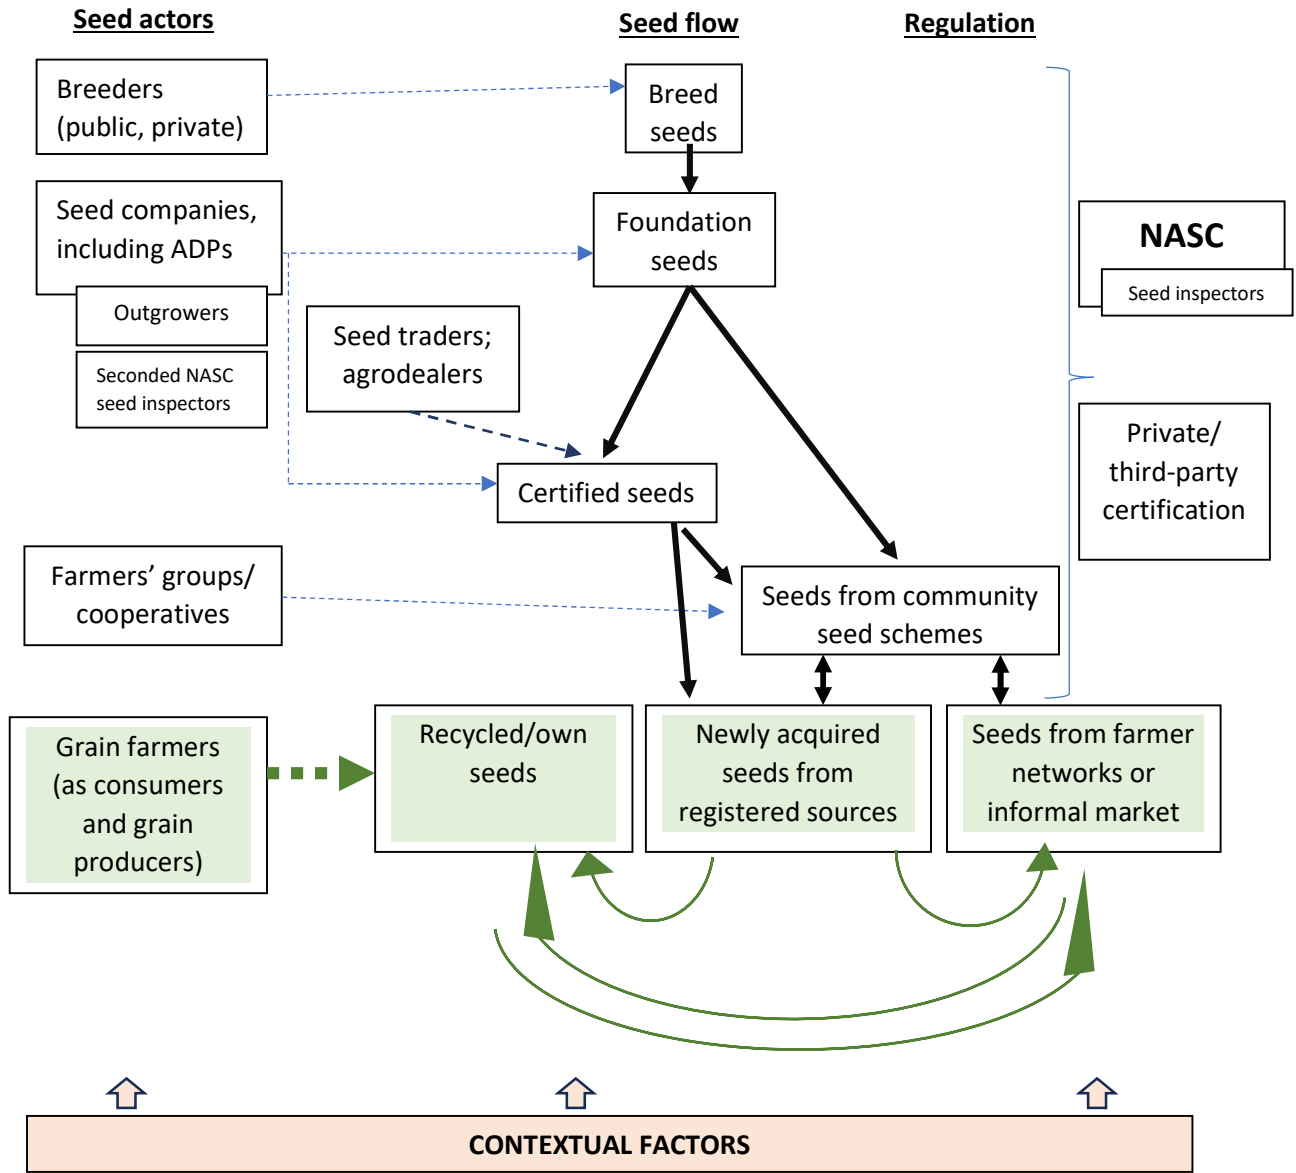 Seed actors
Seed flow
Regulation
Breeders
(public, private)
Breed
seeds
Seed companies,
including ADPs
Outgrowers
Seconded NASC
seed inspectors
Foundation
seeds
NASC
Seed inspectors
Seed traders;
agrodealers
Certified seeds
Private/
third-party
certification
Farmers’ groups/
cooperatives
Seeds from community
seed schemes
Grain farmers
(as consumers
and grain
producers)
Recycled/own
seeds
Newly acquired
seeds from
registered sources
Seeds from farmer
networks or
informal market
CONTEXTUAL FACTORS